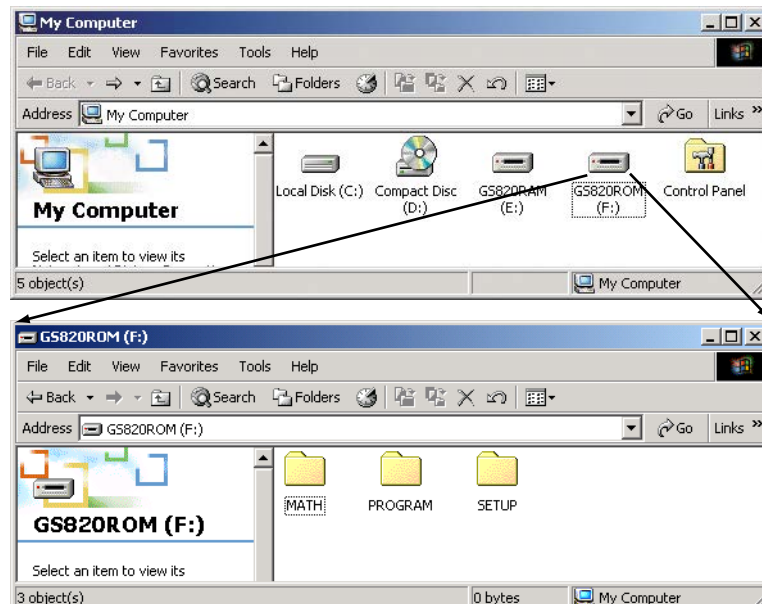 My Computer
File Edit View Favorites Tools Help
Back Search Folders
Address My Computer Go Links »
My Computer
Select an item to view its
Local Disk (C:) Compact Disc (D:) GS820RAM (E:) GS820ROM (F:) Control Panel
5 object(s) My Computer
GS820ROM (F:)
File Edit View Favorites Tools Help
Back Search Folders
Address GS820ROM (F:) Go Links »
GS820ROM (F:)
Select an item to view its
MATH PROGRAM SETUP
3 object(s) 0 bytes My Computer